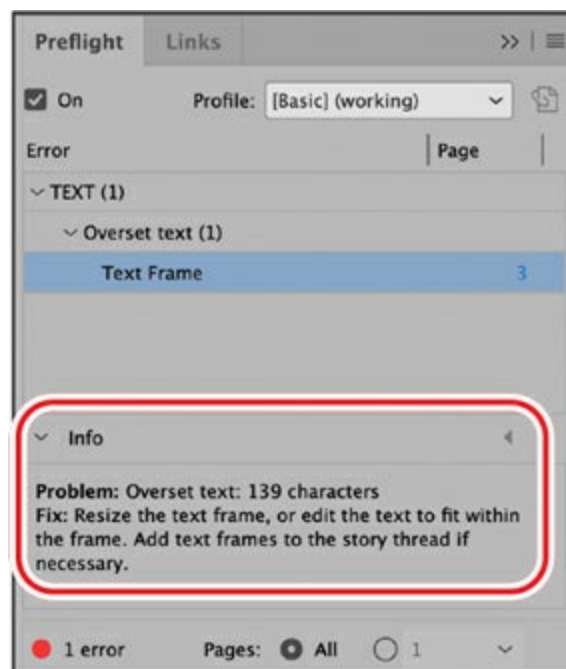 Preflight Links
On Profile: [Basic] (working)
Error Page
TEXT (1)
Overset text (1)
Text Frame 3
Info
Problem: Overset text: 139 characters
Fix: Resize the text frame, or edit the text to fit within
the frame. Add text frames to the story thread if
necessary.
1 error Pages: All 1